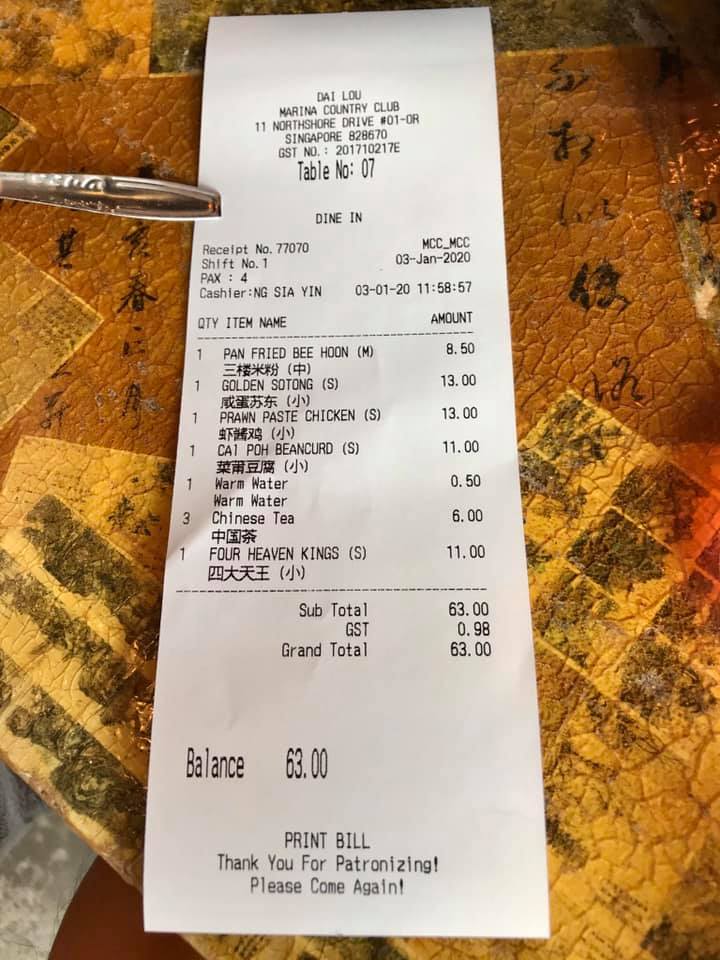 DAI LOU
MARINA COUNTRY CLUB
11 NORTHSHORE DRIVE #01-OR
SINGAPORE 828670
GST NO.: 201710217E
Table No: 07
DINE IN
Receipt No. 77070 MCC_MCC
Shift No. 1 03-Jan-2020
PAX : 4
Cashier:NG SIA YIN 03-01-20 11:58:57
QTY ITEM NAME AMOUNT
1 PAN FRIED BEE HOON (M) 8.50
三楼米粉 (中)
1 GOLDEN SOTONG (S) 13.00
咸蛋苏东 (小)
1 PRAWN PASTE CHICKEN (S) 13.00
虾酱鸡 (小)
1 CAI POH BEANCURD (S) 11.00
菜甫豆腐 (小)
1 Warm Water 0.50
Warm Water
3 Chinese Tea 6.00
中国茶
1 FOUR HEAVEN KINGS (S) 11.00
四大天王 (小)
Sub Total 63.00
GST 0.98
Grand Total 63.00
Balance 63.00
PRINT BILL
Thank You For Patronizing!
Please Come Again!